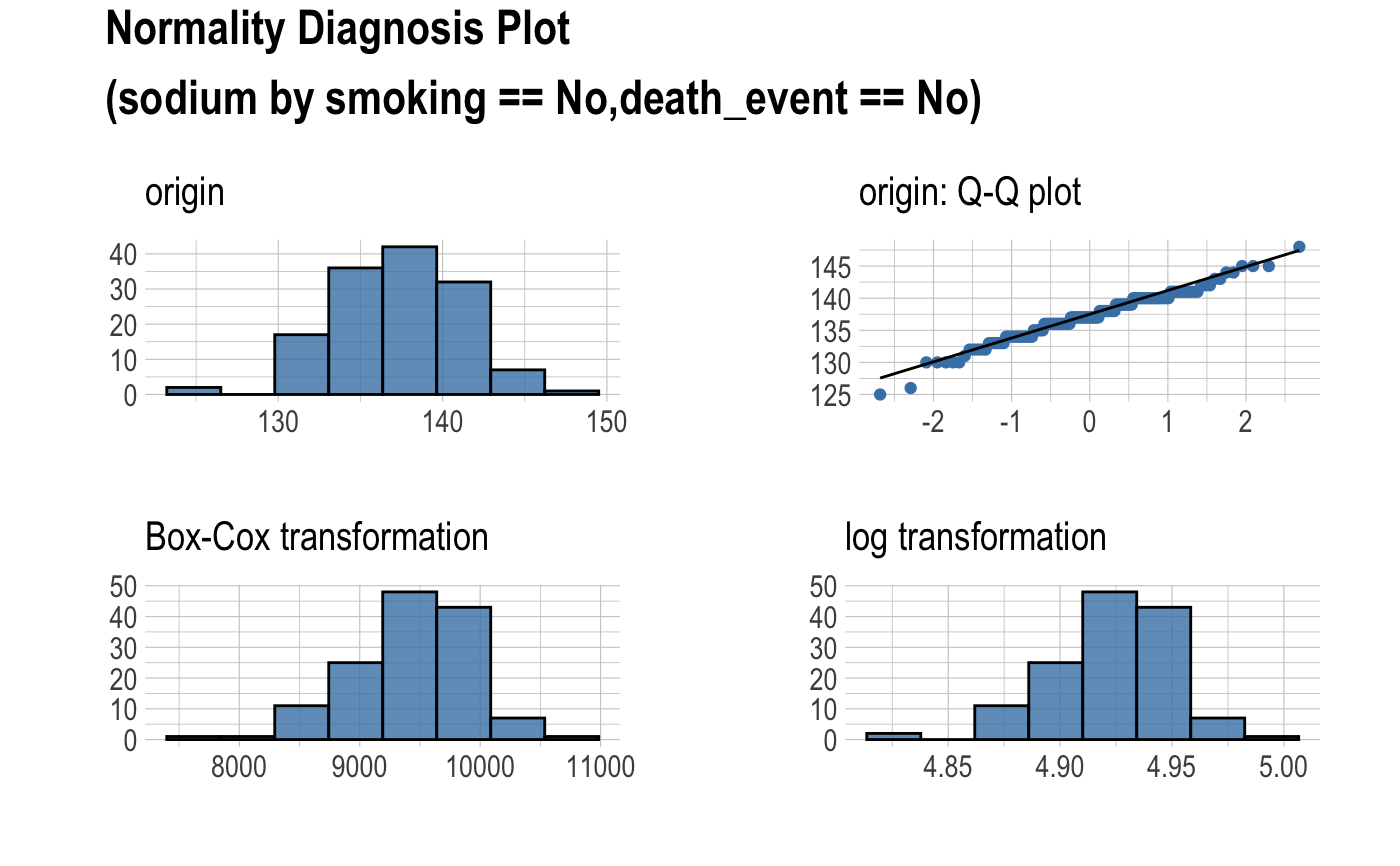 Normality Diagnosis Plot
(sodium by smoking == No,death_event == No)
origin
40
30
20
10
0
130 140 150
origin: Q-Q plot
145
140
135
130
125
-2 -1 0 1 2
Box-Cox transformation
50
40
30
20
10
0
8000 9000 10000 11000
log transformation
50
40
30
20
10
0
4.85 4.90 4.95 5.00